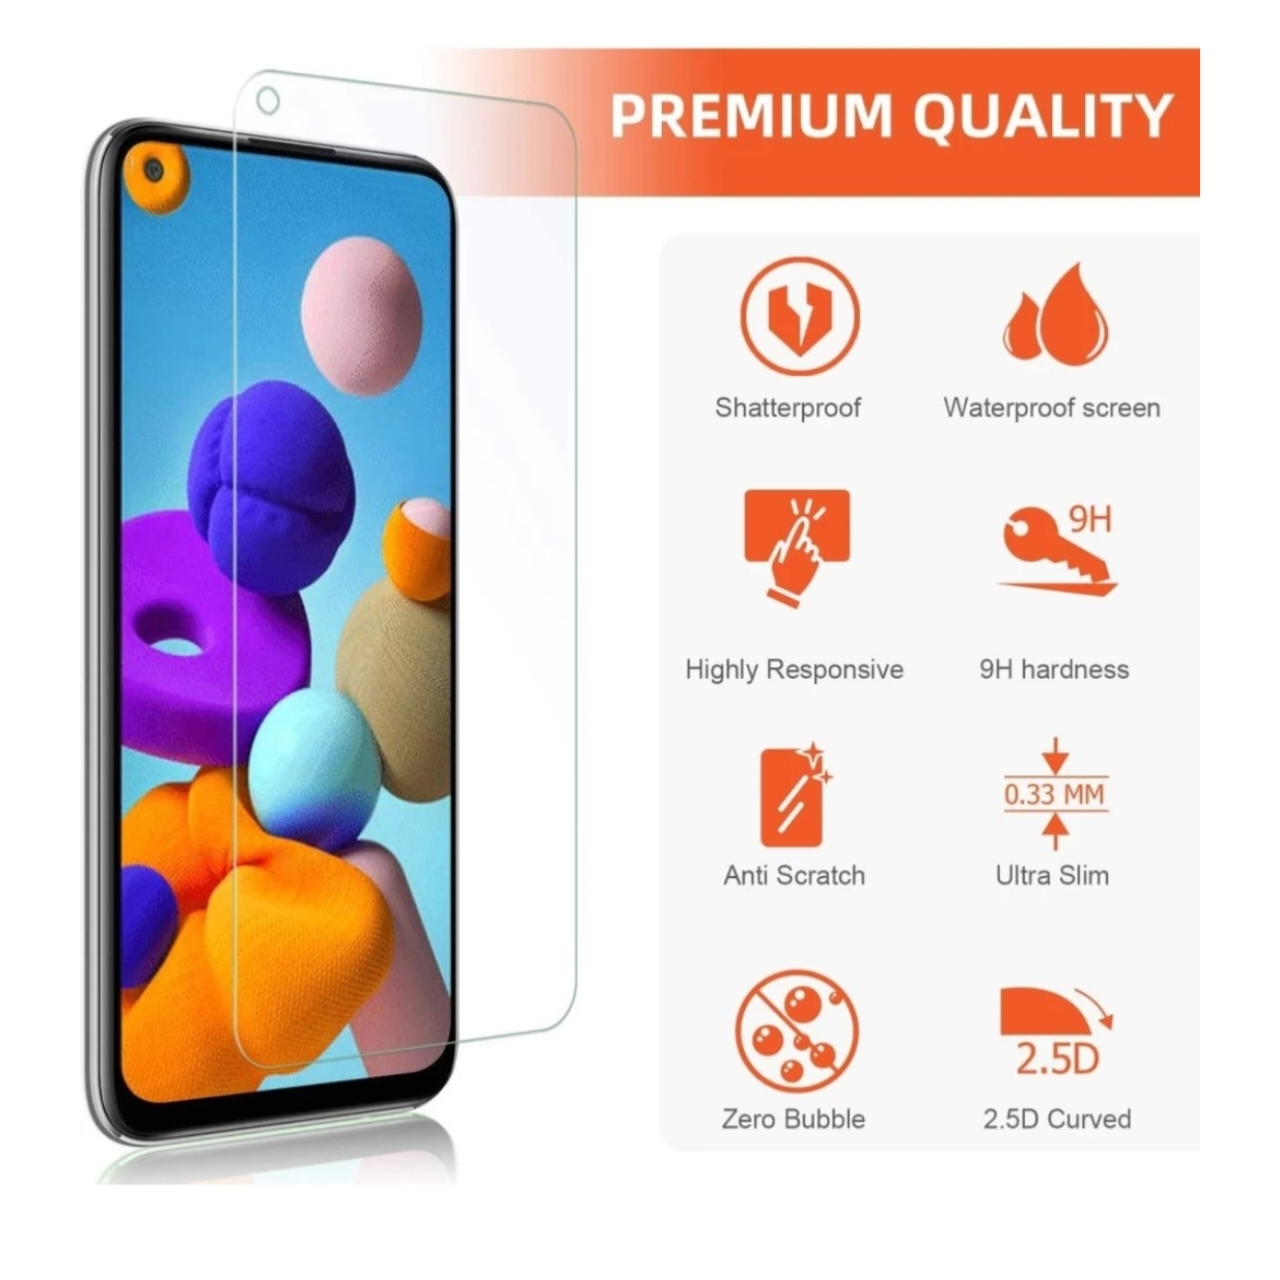 PREMIUM QUALITY
Shatterproof
Waterproof screen
Highly Responsive
9H
9H hardness
Anti Scratch
0.33 MM
Ultra Slim
Zero Bubble
2.5D
2.5D Curved